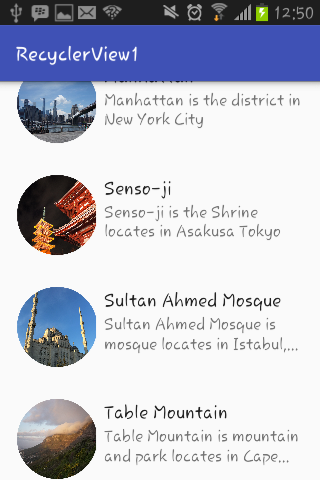 12:50
RecyclerView1
Manhattan is the district in
New York City
Senso-ji
Senso-ji is the Shrine
locates in Asakusa Tokyo
Sultan Ahmed Mosque
Sultan Ahmed Mosque is
mosque locates in Istabul,...
Table Mountain
Table Mountain is mountain
and park locates in Cape...